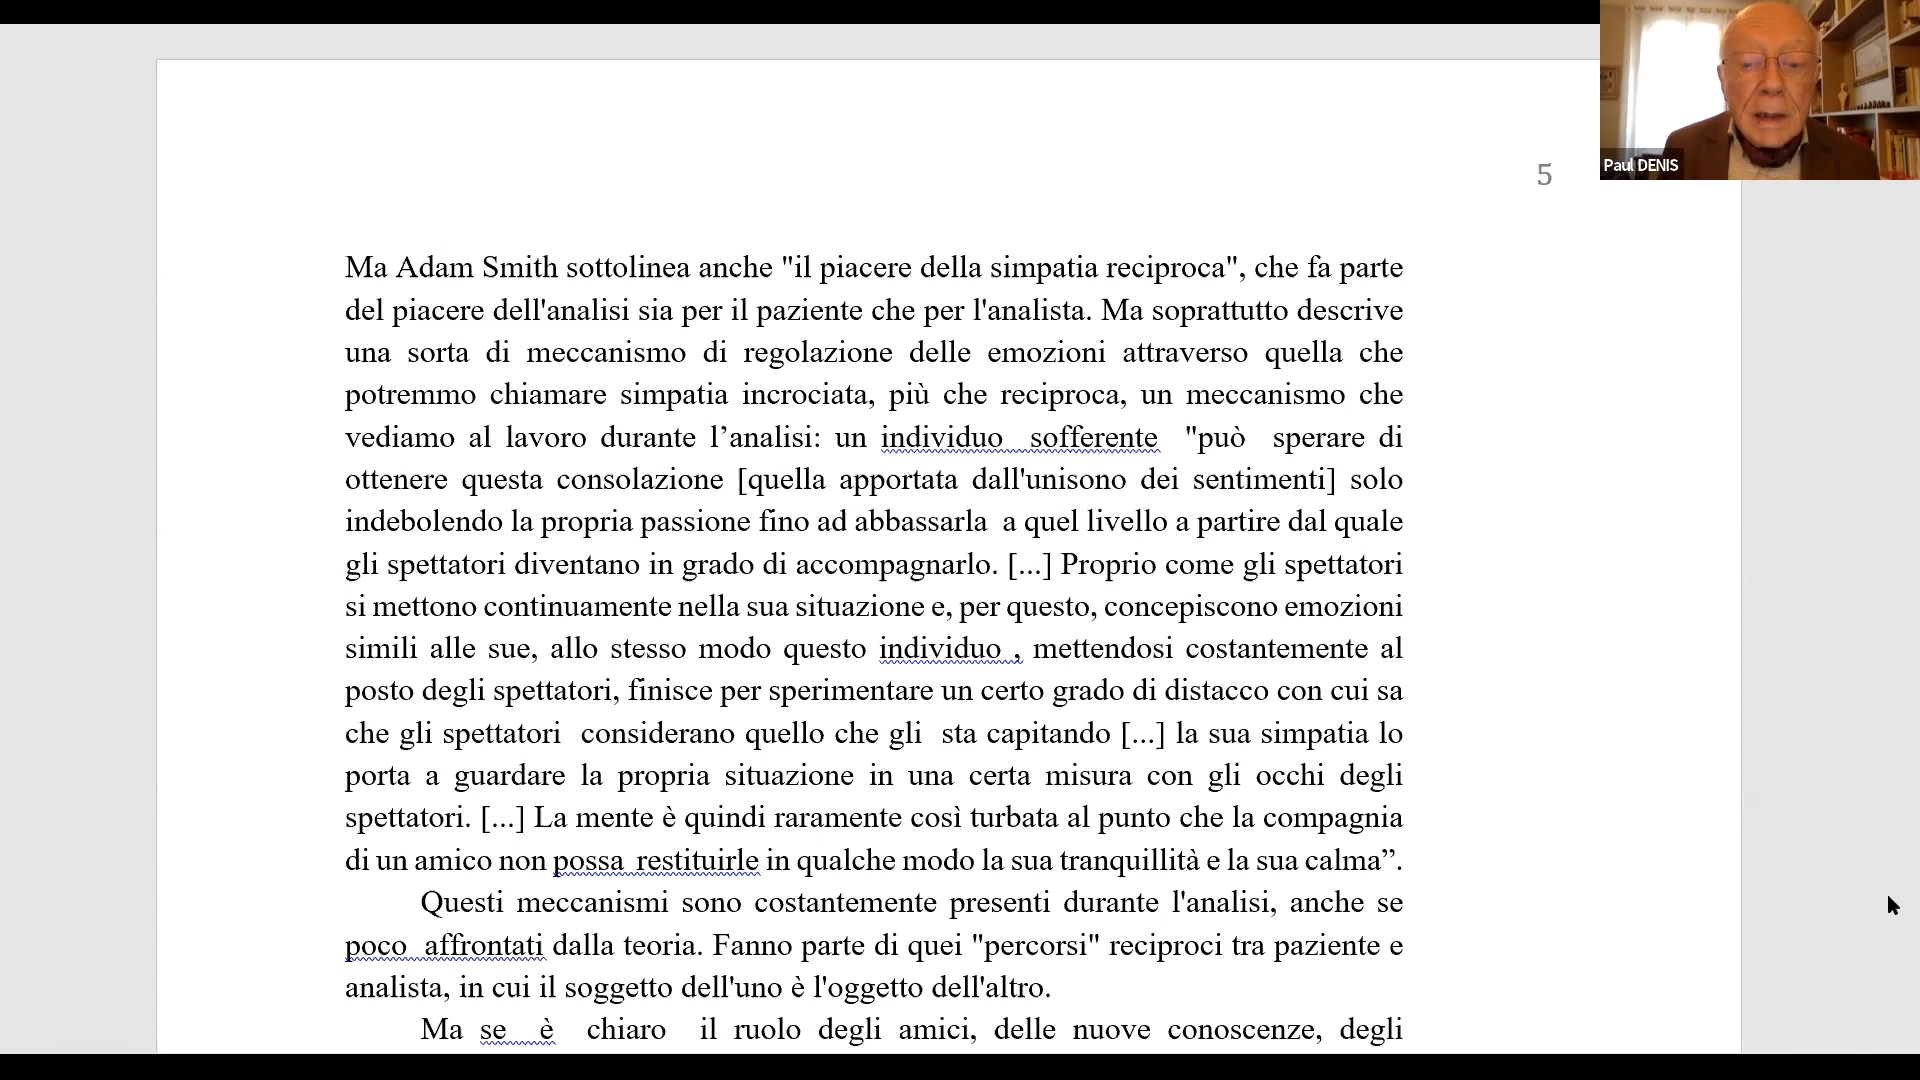 Paul DENIS
5
Ma Adam Smith sottolinea anche "il piacere della simpatia reciproca", che fa parte
del piacere dell'analisi sia per il paziente che per l'analista. Ma soprattutto descrive
una sorta di meccanismo di regolazione delle emozioni attraverso quella che
potremmo chiamare simpatia incrociata, più che reciproca, un meccanismo che
vediamo al lavoro durante l’analisi: un individuo sofferente "può sperare di
ottenere questa consolazione [quella apportata dall'unisono dei sentimenti] solo
indebolendo la propria passione fino ad abbassarla a quel livello a partire dal quale
gli spettatori diventano in grado di accompagnarlo. [...] Proprio come gli spettatori
si mettono continuamente nella sua situazione e, per questo, concepiscono emozioni
simili alle sue, allo stesso modo questo individuo , mettendosi costantemente al
posto degli spettatori, finisce per sperimentare un certo grado di distacco con cui sa
che gli spettatori considerano quello che gli sta capitando [...] la sua simpatia lo
porta a guardare la propria situazione in una certa misura con gli occhi degli
spettatori. [...] La mente è quindi raramente così turbata al punto che la compagnia
di un amico non possa restituirle in qualche modo la sua tranquillità e la sua calma”.
Questi meccanismi sono costantemente presenti durante l'analisi, anche se
poco affrontati dalla teoria. Fanno parte di quei "percorsi" reciproci tra paziente e
analista, in cui il soggetto dell'uno è l'oggetto dell'altro.
Ma se è chiaro il ruolo degli amici, delle nuove conoscenze, degli